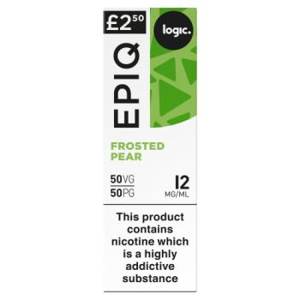 £2.50
logic.
EPIQ
FROSTED
PEAR
50VG
50PG
12
MG/ML
This product
contains
nicotine which
is a highly
addictive
substance